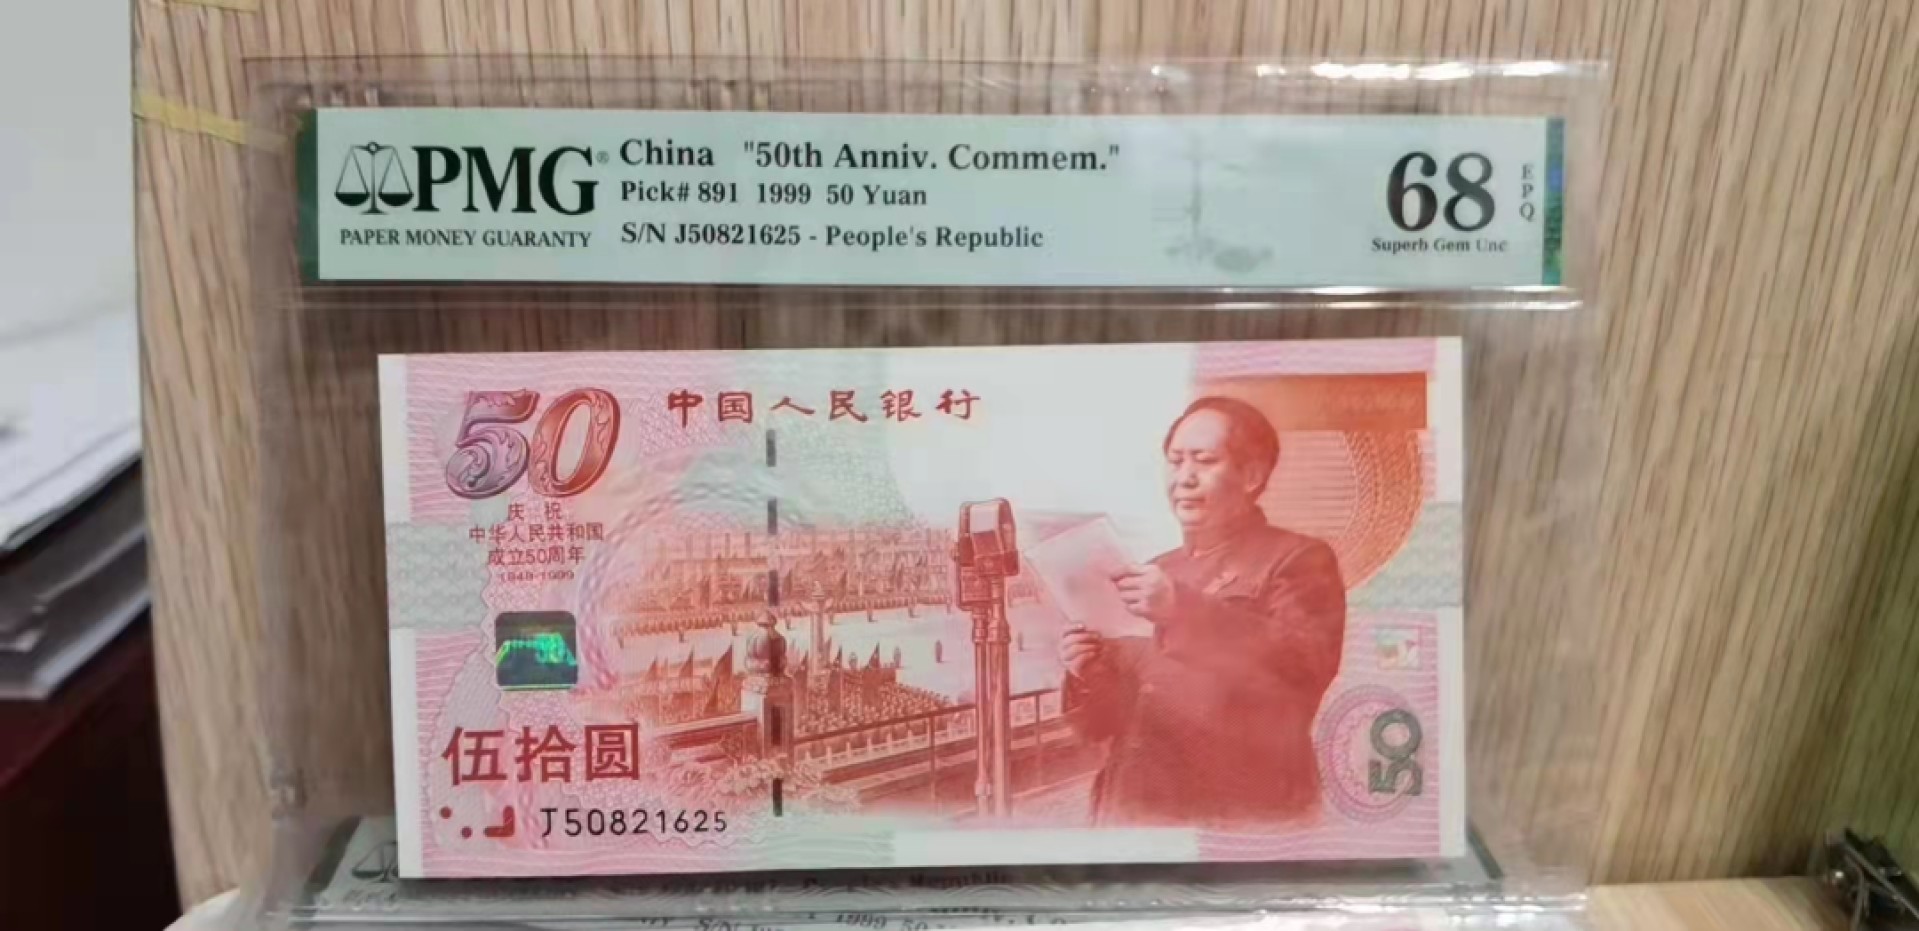 PMG®
PAPER MONEY GUARANTY
China "50th Anniv. Commem."
Pick# 891 1999 50 Yuan
S/N J50821625 - People's Republic
68
EPQ
Superb Gem Unc
50
中国人民银行
庆祝
中华人民共和国
成立50周年
1949-1999
伍拾圆
J50821625
50
1999 50